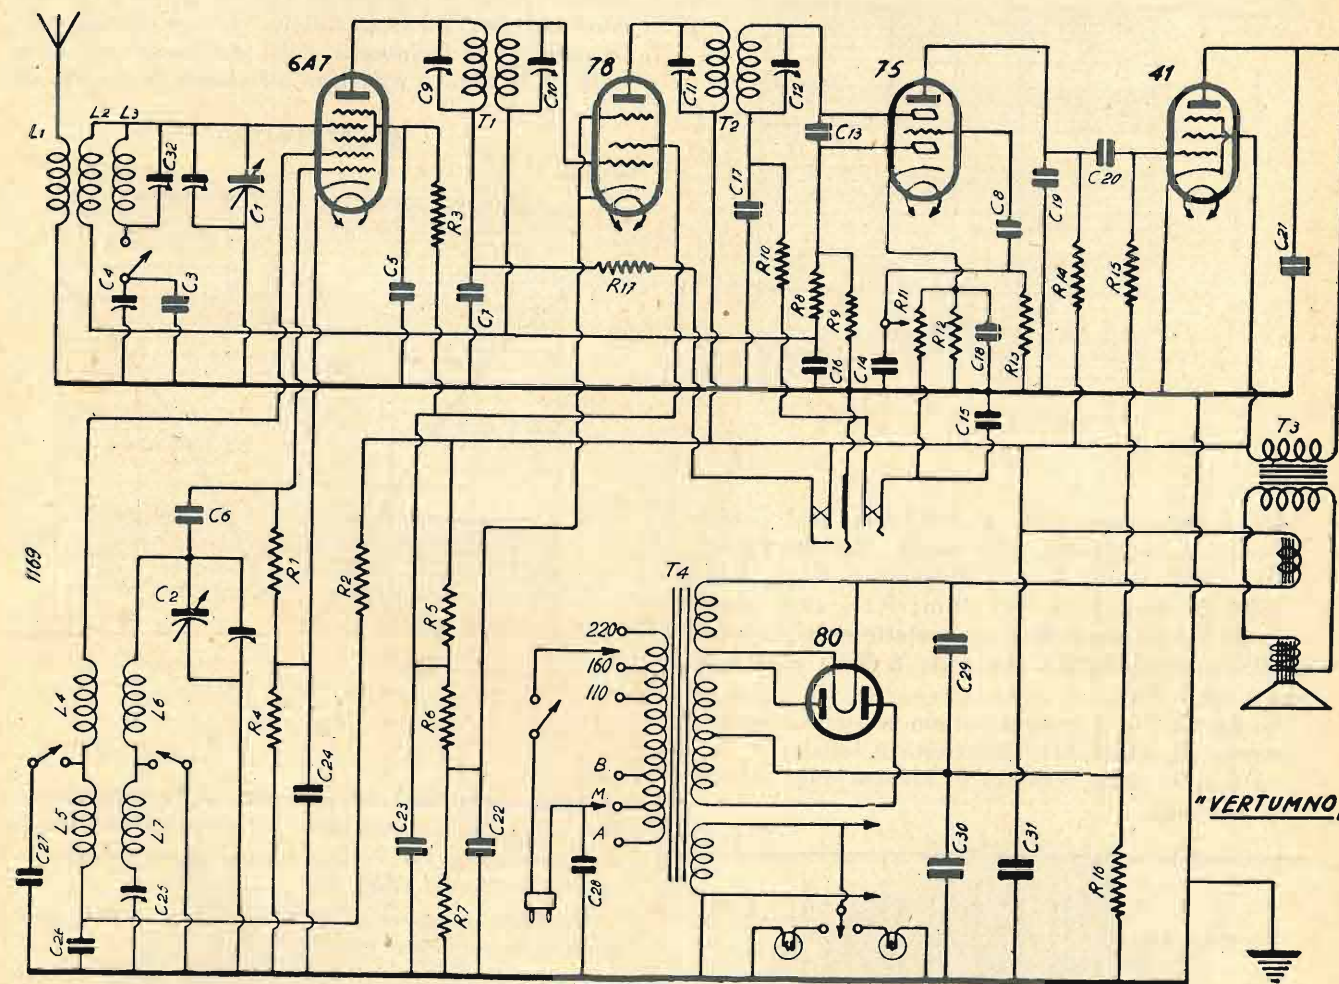 6A7
78
75
41
L1
L2 L3
C32
C1
C4
C3
C9
T1
C10
R3
C5
C7
R17
C11
T2
C12
C17
R10
C13
R8
R9
C16
C14
R11
R12
C18
C8
R13
C15
C19
R14
C20
R15
C21
T3
C6
R1
R2
C2
1169
L4
L6
L5
L7
R4
C24
C27
C25
C26
R5
R6
R7
C23
C22
T4
220
160
110
B.
M.
A
C28
80
C29
C30
C31
R16
"VERTUMNO